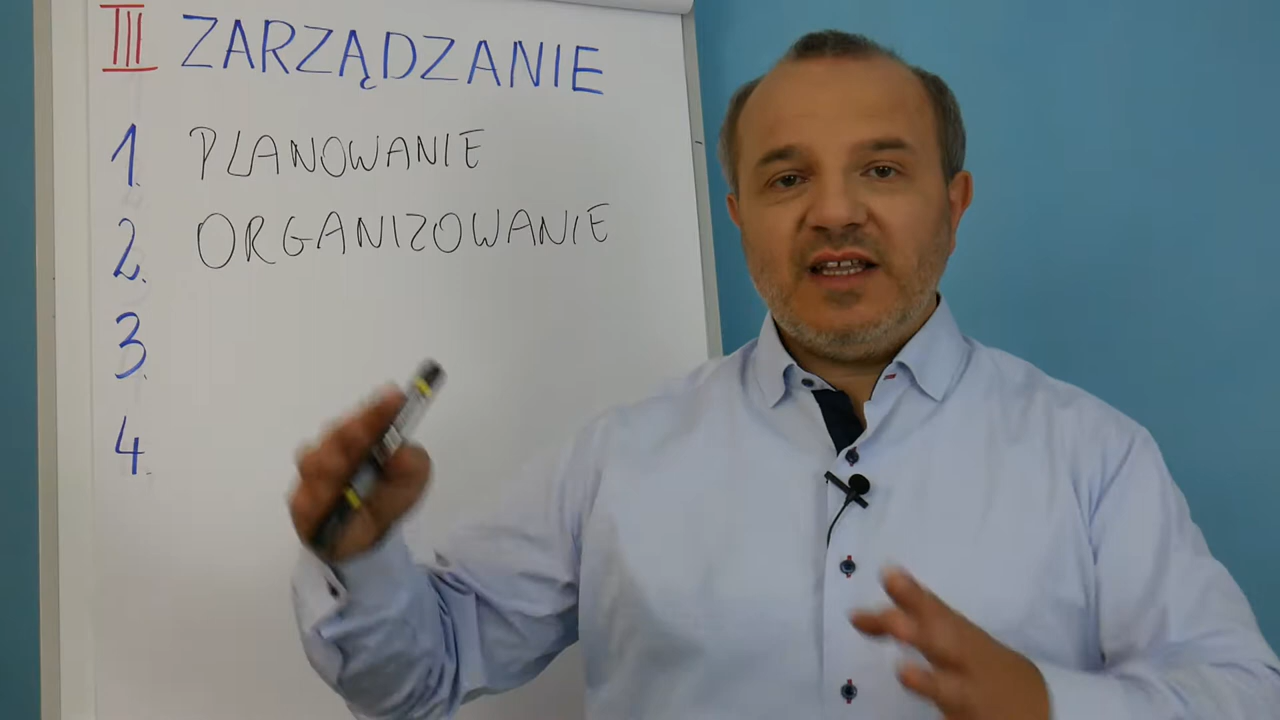 III ZARZĄDZANIE
1. PLANOWANIE
2. ORGANIZOWANIE
3.
4.